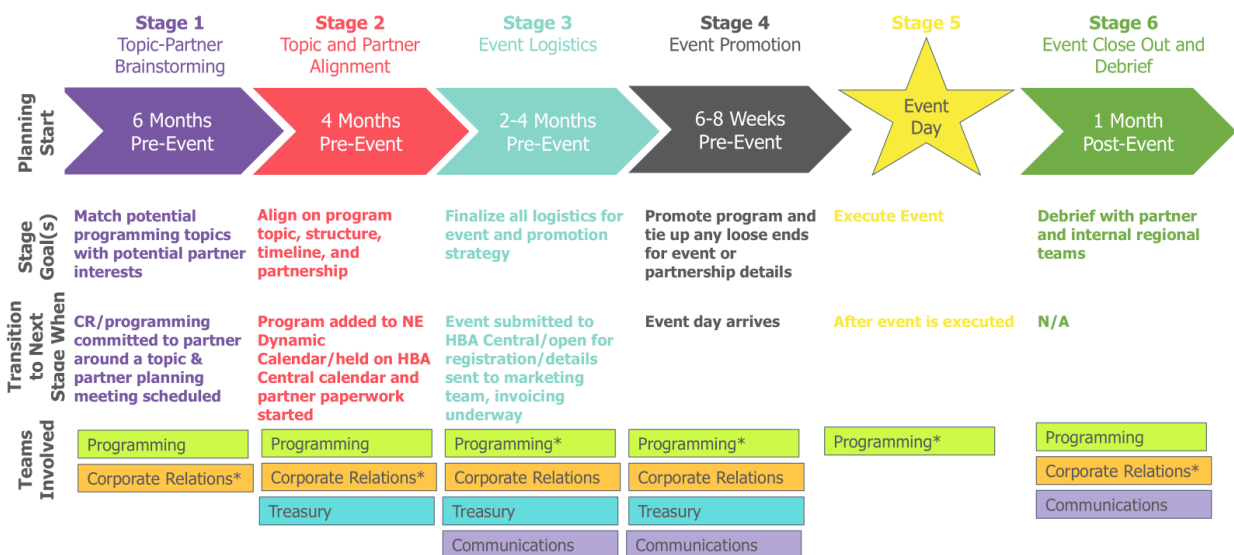 Stage 1
Topic-Partner
Brainstorming
Stage 2
Topic and Partner
Alignment
Stage 3
Event Logistics
Stage 4
Event Promotion
Stage 5
Stage 6
Event Close Out and
Debrief
Planning
Start
6 Months
Pre-Event
4 Months
Pre-Event
2-4 Months
Pre-Event
6-8 Weeks
Pre-Event
Event
Day
1 Month
Post-Event
Stage
Goal(s)
Match potential
programming topics
with potential partner
interests
Align on program
topic, structure,
timeline, and
partnership
Finalize all logistics for
event and promotion
strategy
Promote program and
tie up any loose ends
for event or
partnership details
Execute Event
Debrief with partner
and internal regional
teams
Transition
to Next
Stage When
CR/programming
committed to partner
around a topic &
partner planning
meeting scheduled
Program added to NE
Dynamic
Calendar/held on HBA
Central calendar and
partner paperwork
started
Event submitted to
HBA Central/open for
registration/details
sent to marketing
team, invoicing
underway
Event day arrives
After event is executed
N/A
Teams
Involved
Programming
Corporate Relations*
Programming
Corporate Relations*
Treasury
Programming*
Corporate Relations
Treasury
Communications
Programming*
Corporate Relations
Treasury
Communications
Programming*
Programming
Corporate Relations*
Communications